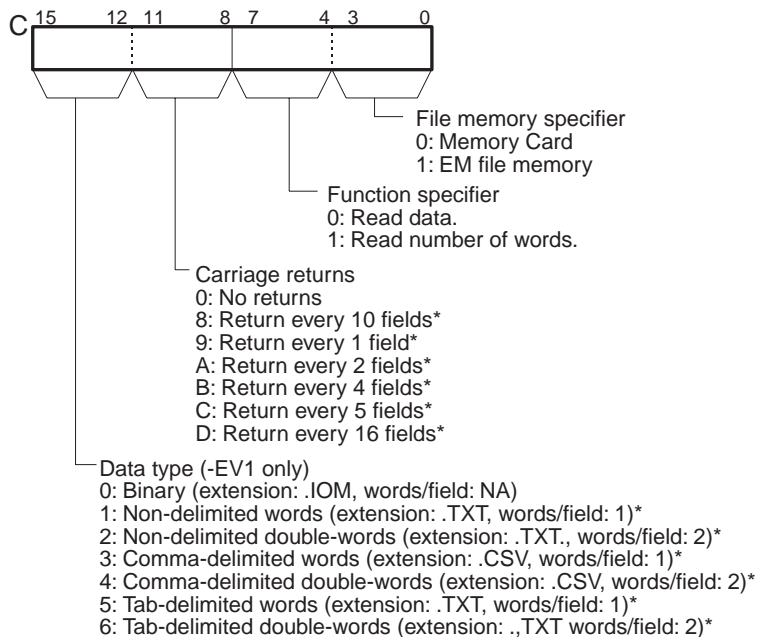 C 15 12 11 8 7 4 3 0
File memory specifier
0: Memory Card
1: EM file memory
Function specifier
0: Read data.
1: Read number of words.
Carriage returns
0: No returns
8: Return every 10 fields*
9: Return every 1 field*
A: Return every 2 fields*
B: Return every 4 fields*
C: Return every 5 fields*
D: Return every 16 fields*
Data type (-EV1 only)
0: Binary (extension: .IOM, words/field: NA)
1: Non-delimited words (extension: .TXT, words/field: 1)*
2: Non-delimited double-words (extension: .TXT., words/field: 2)*
3: Comma-delimited words (extension: .CSV, words/field: 1)*
4: Comma-delimited double-words (extension: .CSV, words/field: 2)*
5: Tab-delimited words (extension: .TXT, words/field: 1)*
6: Tab-delimited double-words (extension: .,TXT words/field: 2)*